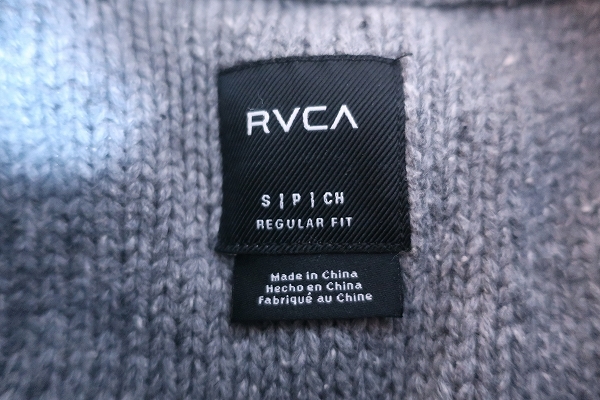 RVCA
S | P | CH
REGULAR FIT
Made in China
Hecho en China
Fabriqué au Chine